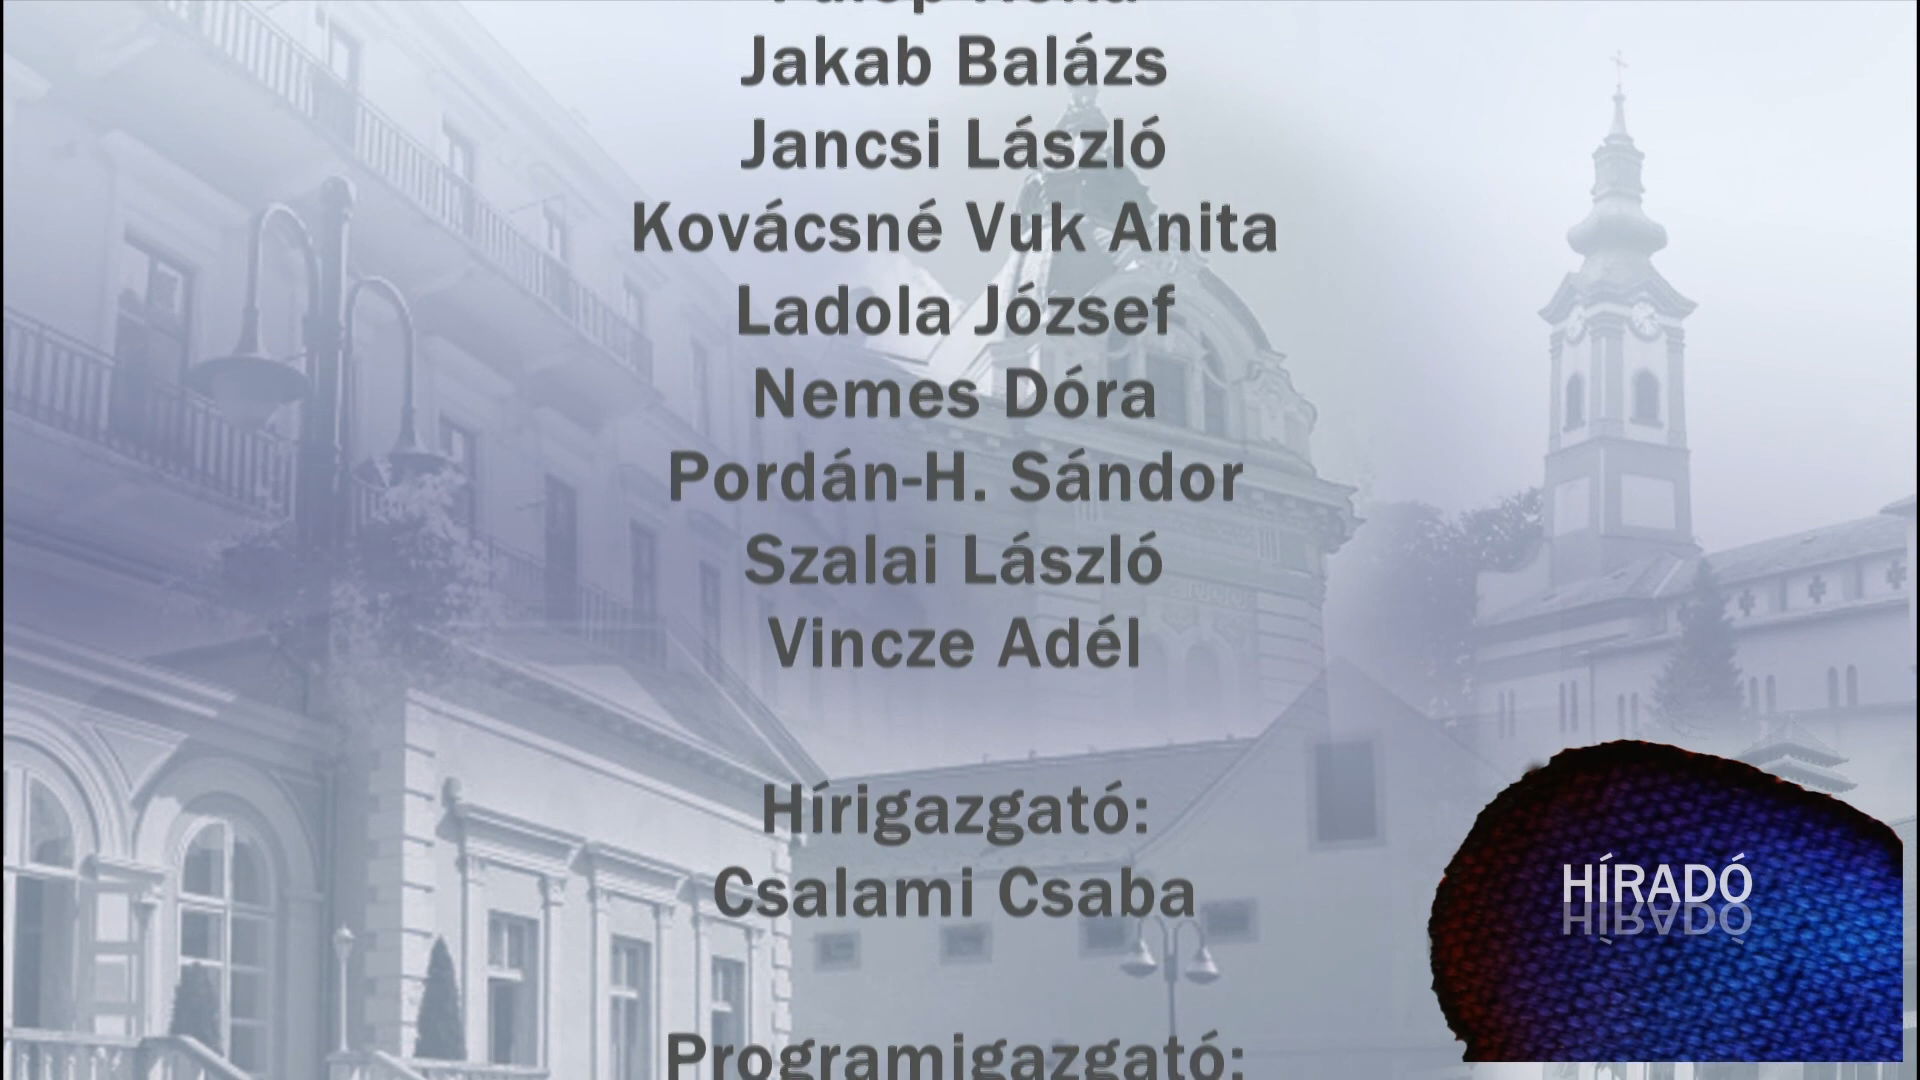 Jakab Balázs
Jancsi László
Kovácsné Vuk Anita
Ladola József
Nemes Dóra
Pordán-H. Sándor
Szalai László
Vincze Adél
Hírigazgató:
Csalami Csaba
HÍRADÓ
Programigazgató: